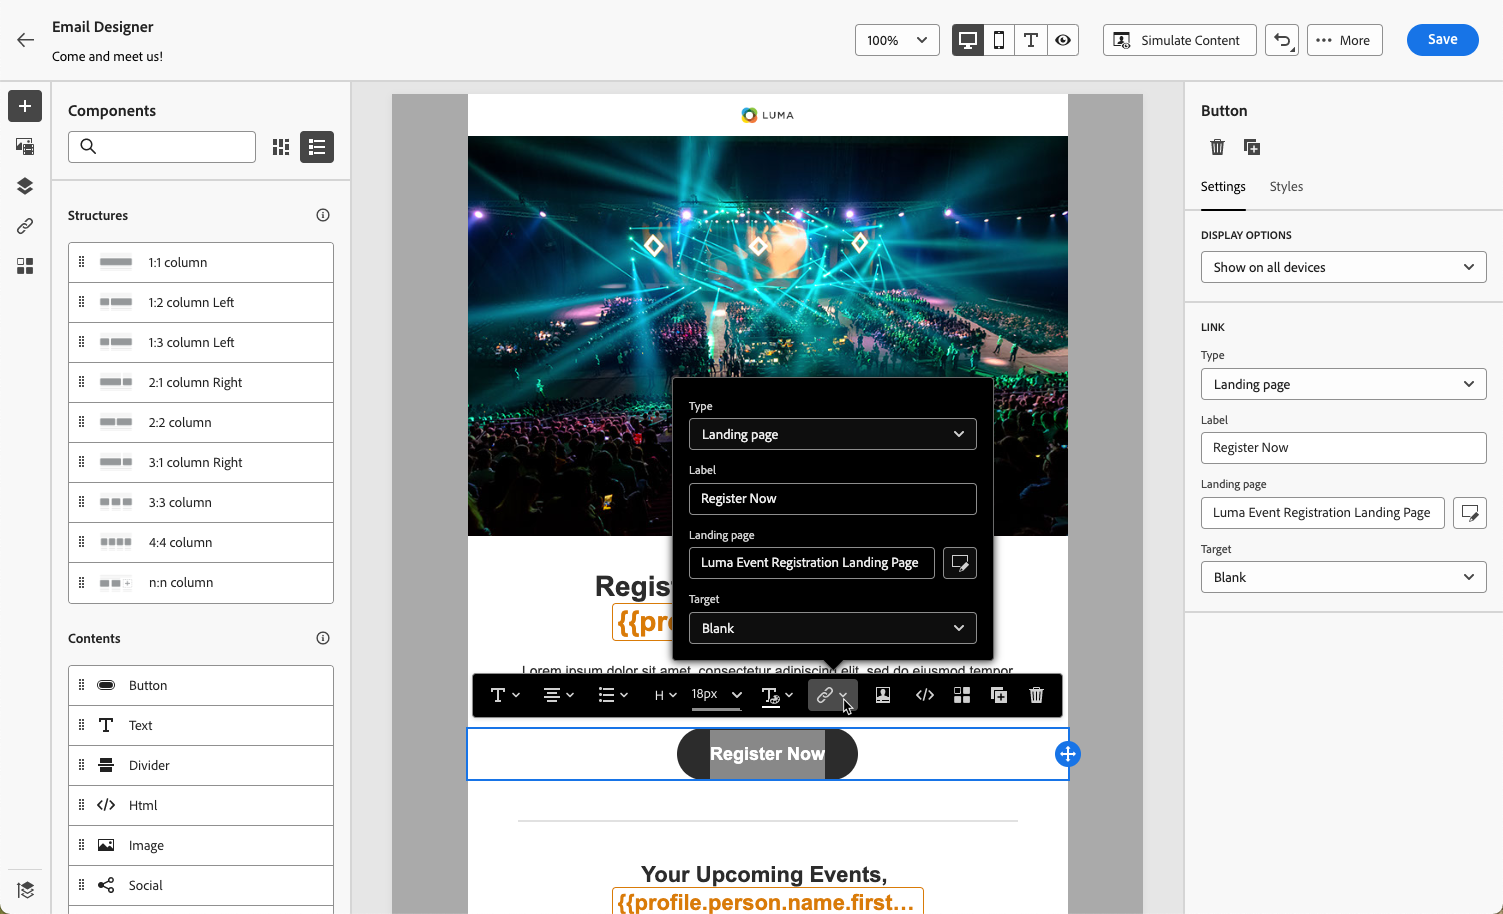 Email Designer
Come and meet us!
100%
Simulate Content
More
Save
Components
Structures
1:1 column
1:2 column Left
1:3 column Left
2:1 column Right
2:2 column
3:1 column Right
3:3 column
4:4 column
n:n column
Contents
Button
Text
Divider
Html
Image
Social
LUMA
Type
Landing page
Label
Register Now
Landing page
Luma Event Registration Landing Page
Target
Blank
Regis
{{pro
Lorem ipsum dolor sit amet, consectetur adipiscing elit, sed do eiusmod tempor
H
18px
Register Now
Your Upcoming Events,
{{profile.person.name.first...
Button
Settings
Styles
DISPLAY OPTIONS
Show on all devices
LINK
Type
Landing page
Label
Register Now
Landing page
Luma Event Registration Landing Page
Target
Blank